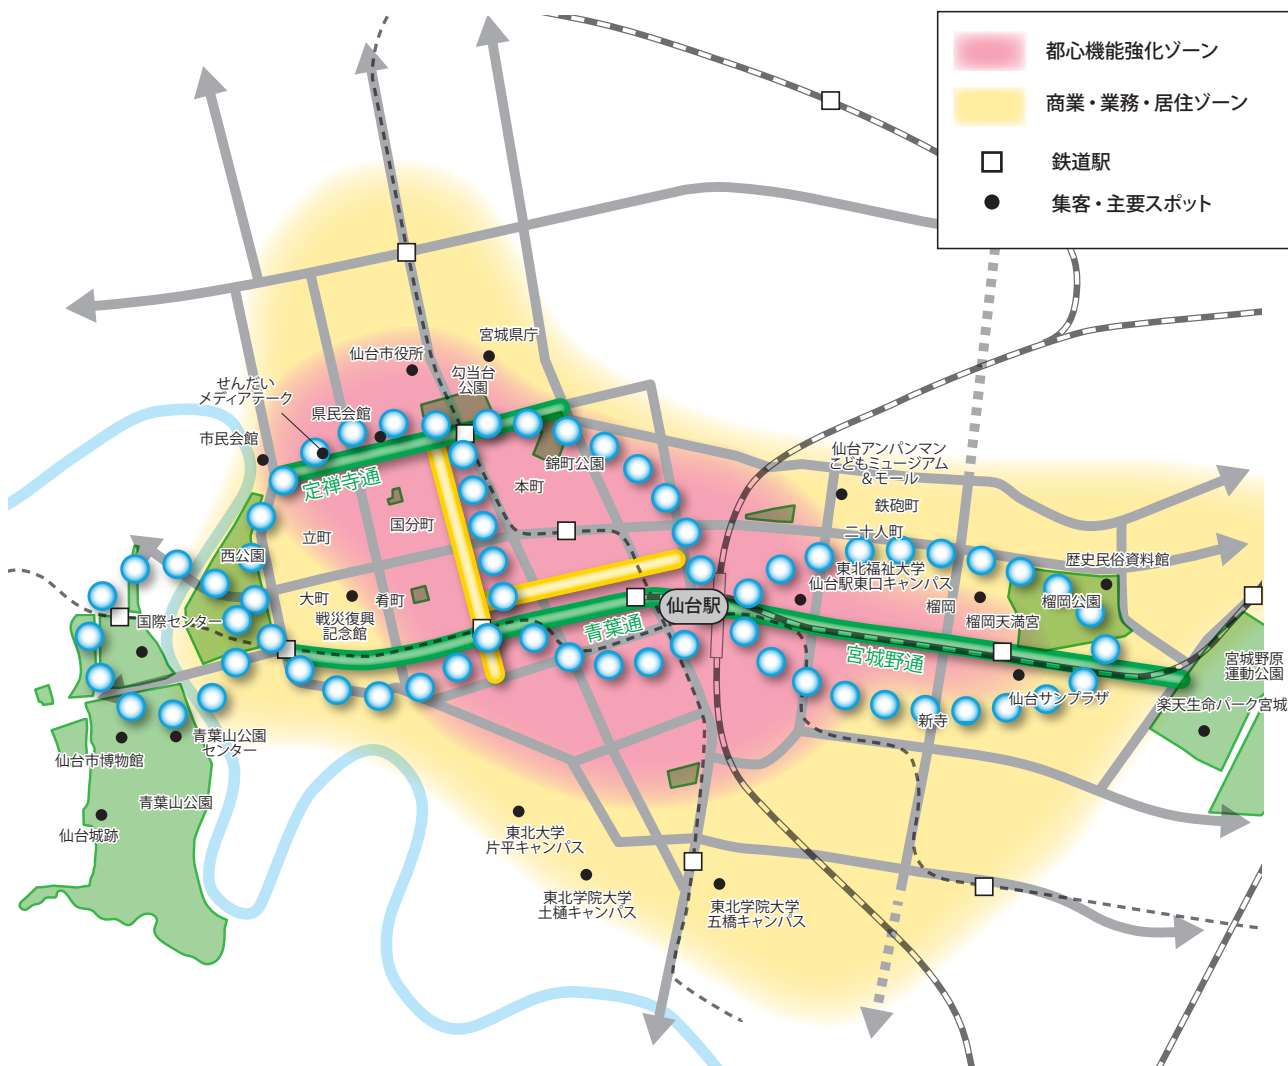 都心機能強化ゾーン
商業・業務・居住ゾーン
鉄道駅
集客・主要スポット
宮城県庁
仙台市役所
勾当台
公園
せんだい
メディアテーク
県民会館
市民会館
定禅寺通
錦町公園
本町
国分町
立町
西公園
大町
肴町
戦災復興
記念館
国際センター
青葉通
仙台駅
仙台アンパンマン
こどもミュージアム
&モール
鉄砲町
二十人町
東北福祉大学
仙台駅東口キャンパス
歴史民俗資料館
榴岡
榴岡公園
榴岡天満宮
宮城野通
仙台サンプラザ
新寺
宮城野原
運動公園
楽天生命パーク宮城
青葉山公園
センター
仙台市博物館
青葉山公園
仙台城跡
東北大学
片平キャンパス
東北学院大学
土樋キャンパス
東北学院大学
五橋キャンパス